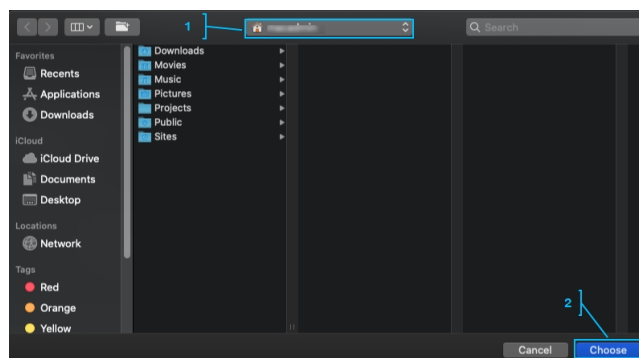 1
Search
Favorites
Recents
Applications
Downloads
iCloud
iCloud Drive
Documents
Desktop
Locations
Network
Tags
Red
Orange
Yellow
Downloads
Movies
Music
Pictures
Projects
Public
Sites
2
Cancel
Choose